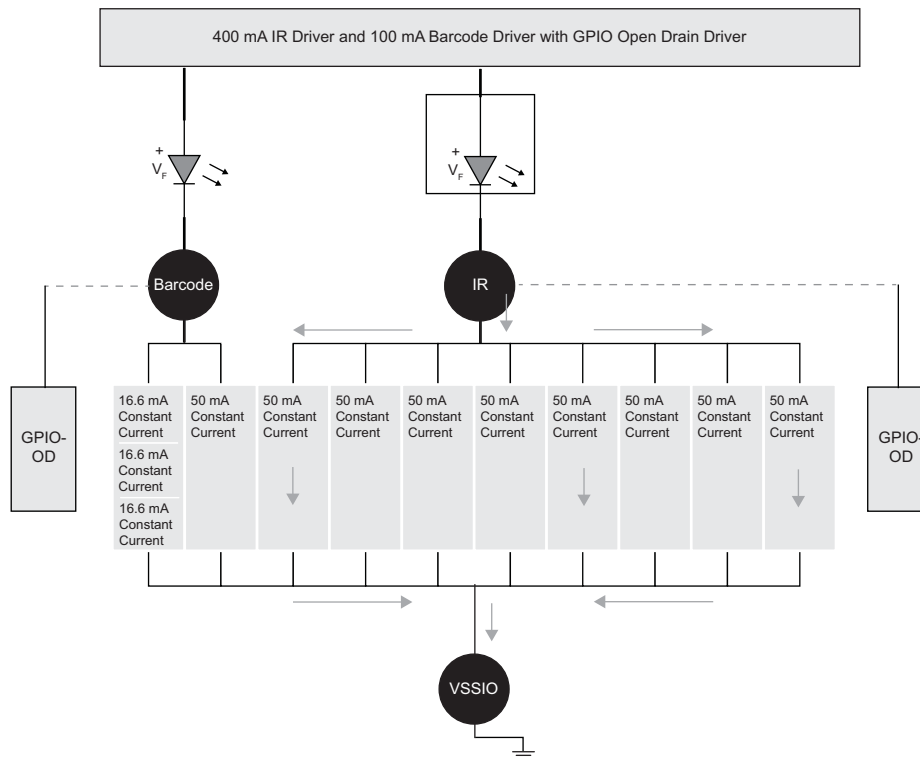 400 mA IR Driver and 100 mA Barcode Driver with GPIO Open Drain Driver
+
V_F
+
V_F
Barcode
IR
GPIO-
OD
16.6 mA
Constant
Current
16.6 mA
Constant
Current
16.6 mA
Constant
Current
50 mA
Constant
Current
50 mA
Constant
Current
50 mA
Constant
Current
50 mA
Constant
Current
50 mA
Constant
Current
50 mA
Constant
Current
50 mA
Constant
Current
50 mA
Constant
Current
50 mA
Constant
Current
GPIO-
OD
VSSIO